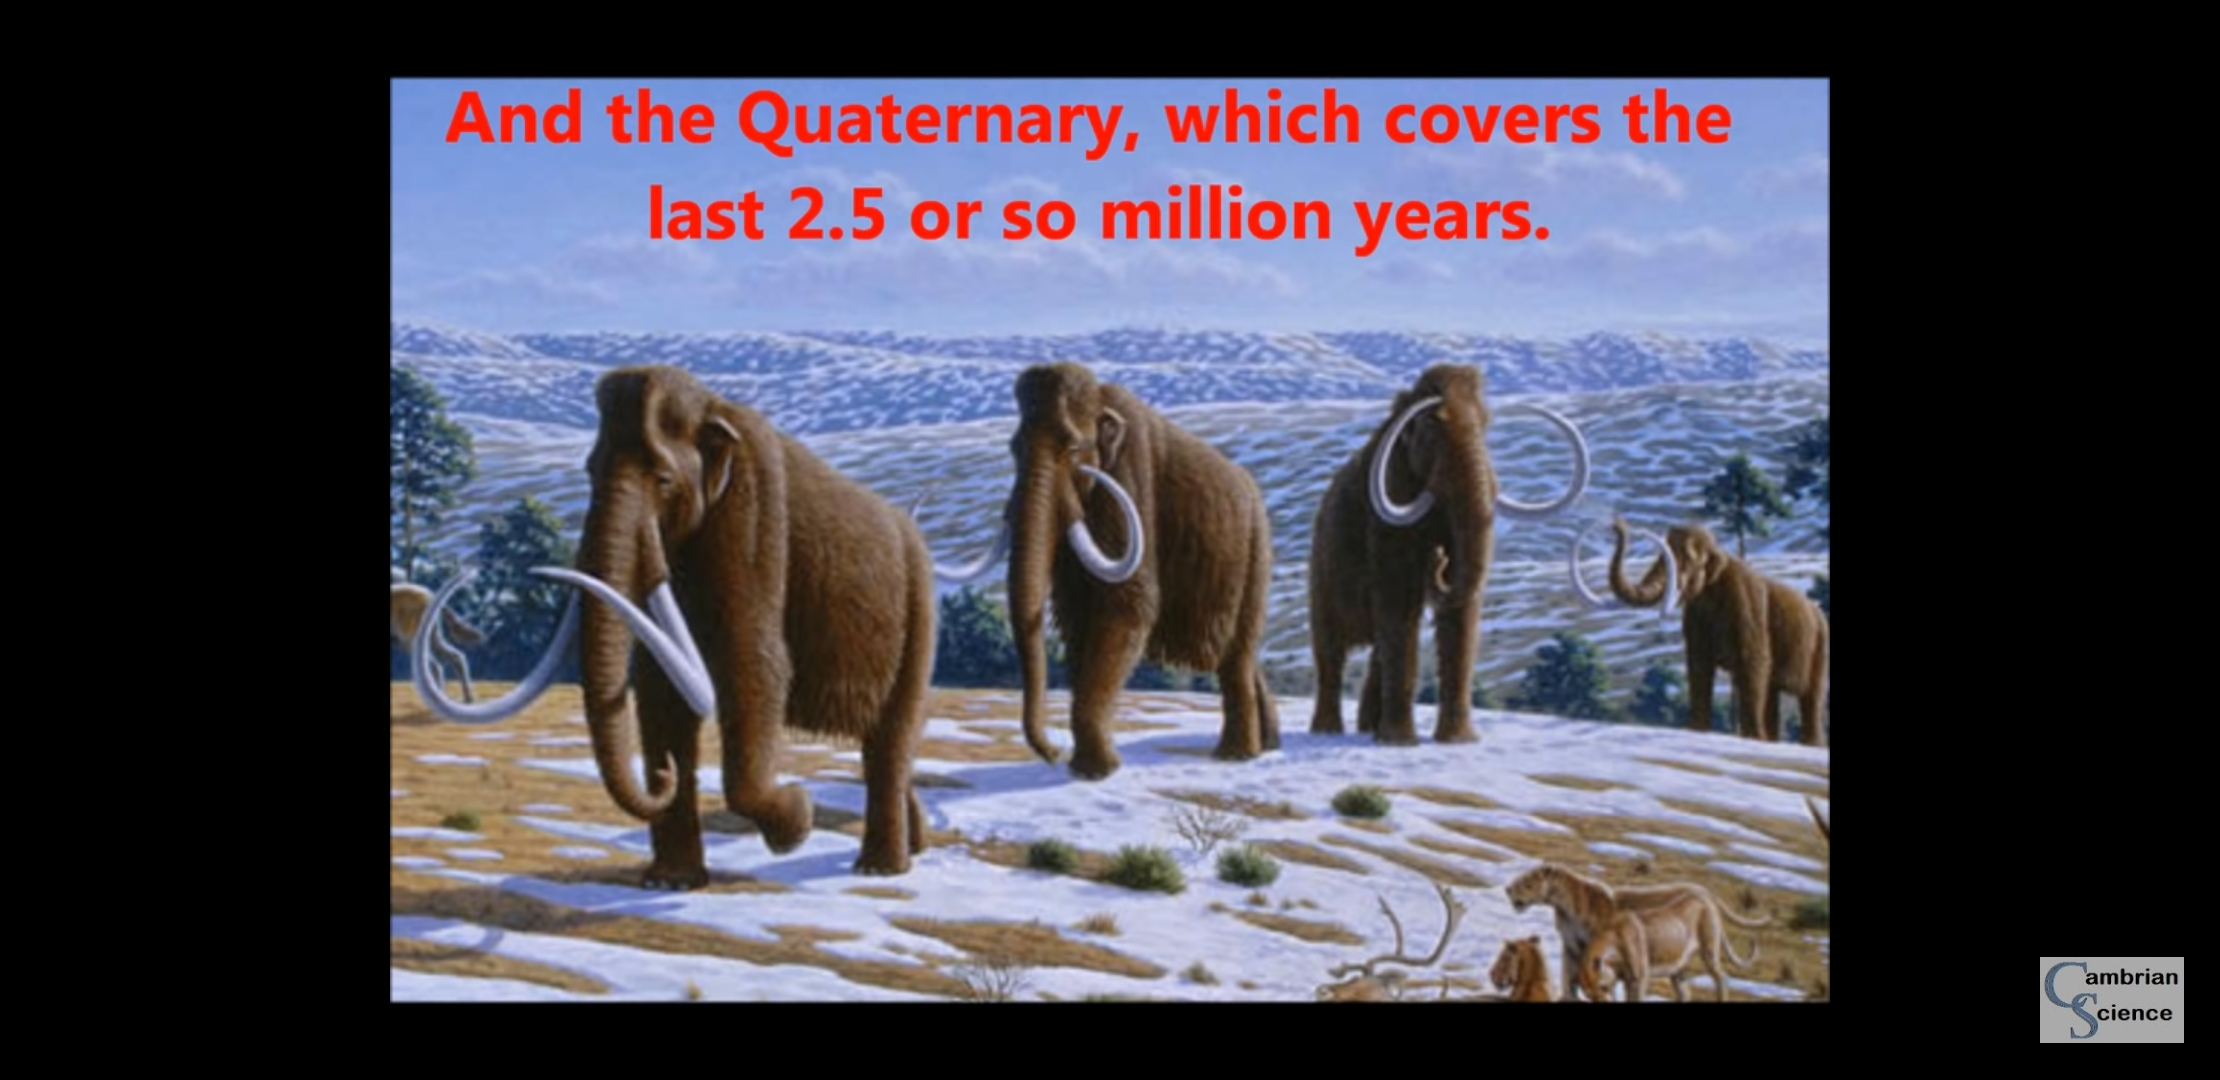 And the Quaternary, which covers the
last 2.5 or so million years.
Cambrian
Science